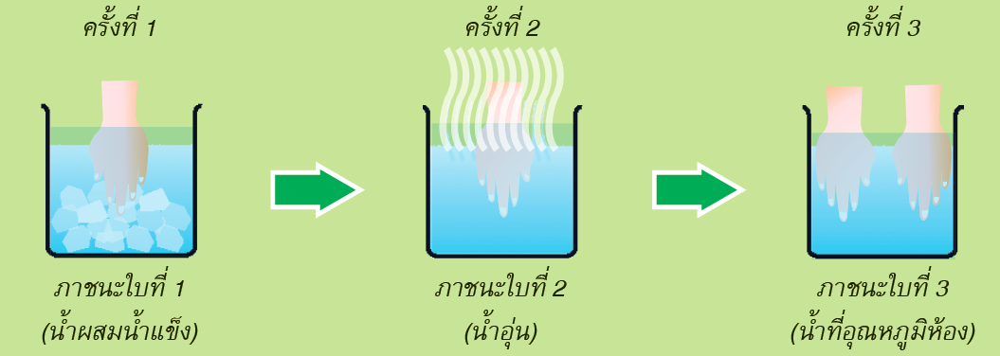 ครั้งที่ 1
ครั้งที่ 2
ครั้งที่ 3
ภาชนะใบที่ 1
(น้ำผสมน้ำแข็ง)
ภาชนะใบที่ 2
(น้ำอุ่น)
ภาชนะใบที่ 3
(น้ำที่อุณหภูมิห้อง)